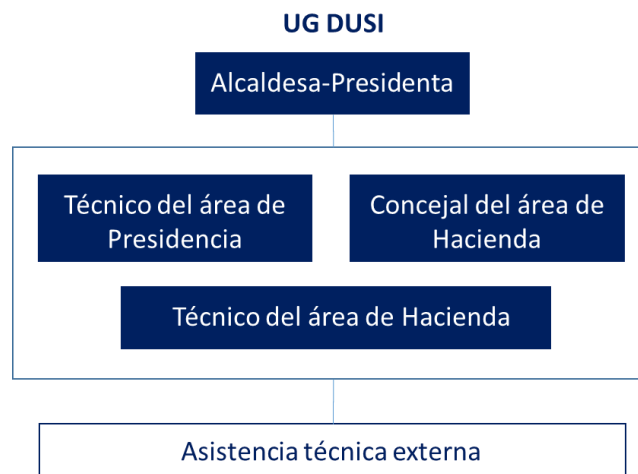 UG DUSI
Alcaldesa-Presidenta
Técnico del área de
Presidencia
Concejal del área de
Hacienda
Técnico del área de Hacienda
Asistencia técnica externa